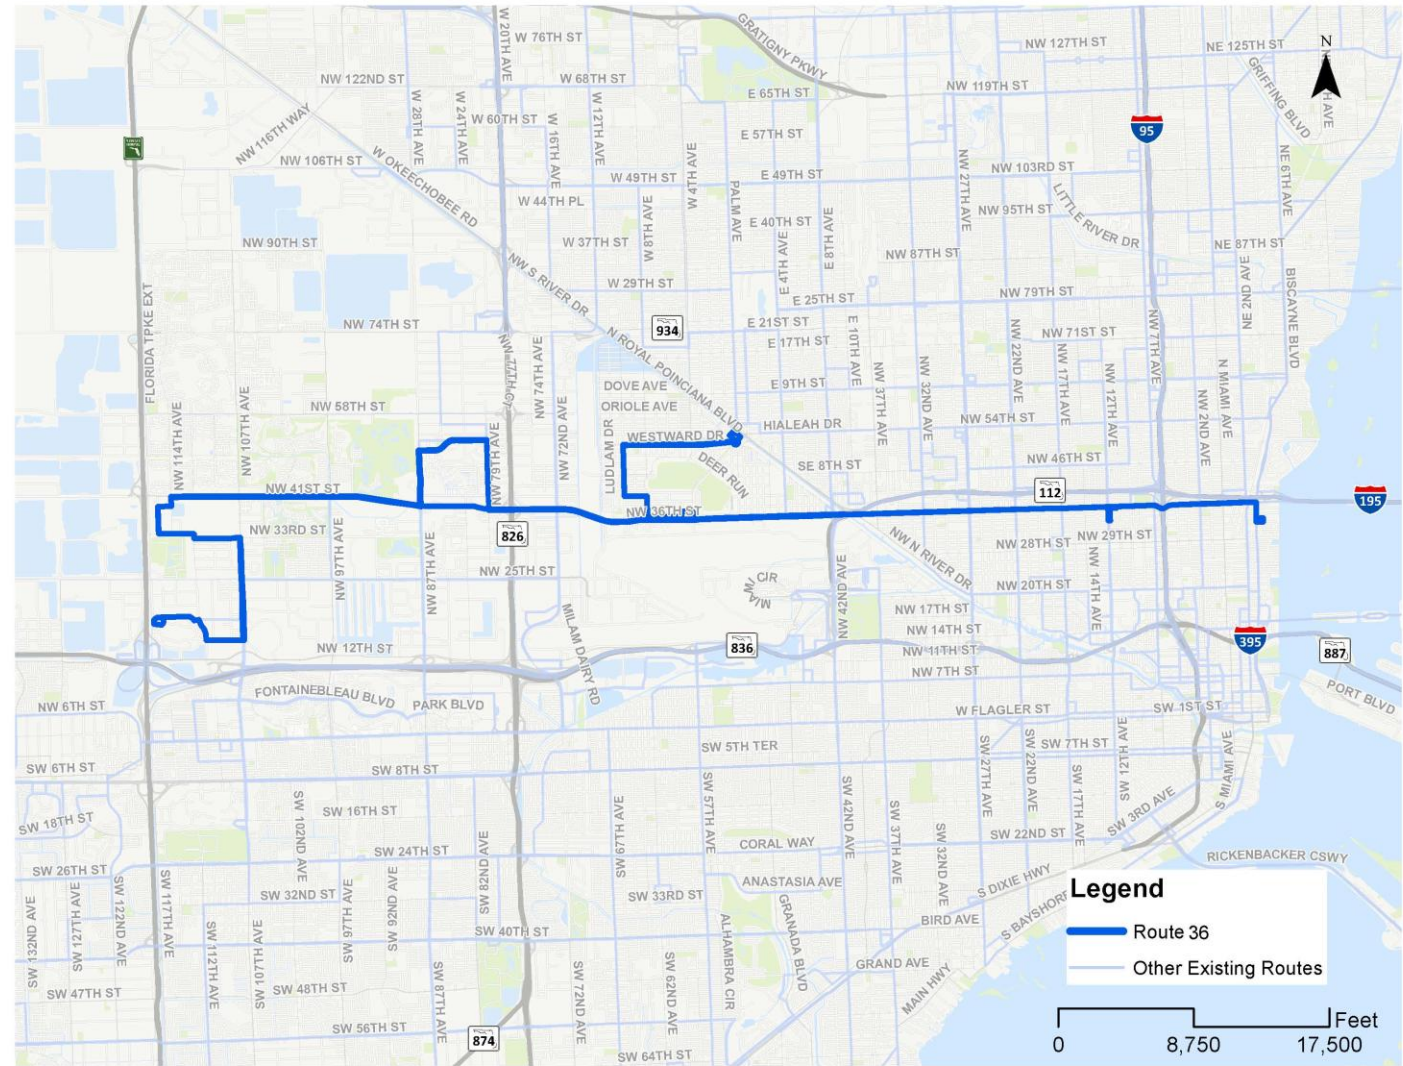 W 20TH AVE
W 76TH ST
GRATIGNY PKWY
NW 127TH ST
NE 125TH ST
GRIFFING BLVD
N
TH AVE
NW 122ND ST
W 68TH ST
E 65TH ST
NW 119TH ST
W 28TH AVE
W 24TH AVE
W 60TH ST
W 16TH AVE
W 12TH AVE
NW 116TH WAY
E 57TH ST
95
NW 106TH ST
W OKEECHOBEE RD
W 49TH ST
W 4TH AVE
E 49TH ST
NW 27TH AVE
NW 103RD ST
NE 6TH AVE
W 44TH PL
W 8TH AVE
PALM AVE
E 40TH ST
E 4TH AVE
E 8TH AVE
NW 95TH ST
LITTLE RIVER DR
NW 90TH ST
W 37TH ST
NW 87TH ST
NE 87TH ST
NW S RIVER DR
W 29TH ST
E 25TH ST
NW 79TH ST
NE 2ND AVE
BISCAYNE BLVD
FLORIDA TPKE EXT
NW 74TH ST
934
E 21ST ST
E 17TH ST
E 10TH AVE
NW 71ST ST
NW 22ND AVE
NW 17TH AVE
NW 12TH AVE
NW 7TH AVE
NW 77TH CT
NW 74TH AVE
N ROYAL POINCIANA BLVD
DOVE AVE
E 9TH ST
NW 37TH AVE
NW 32ND AVE
NW 2ND AVE
N MIAMI AVE
NW 114TH AVE
NW 107TH AVE
NW 58TH ST
NW 79TH AVE
NW 72ND AVE
ORIOLE AVE
LUDLAM DR
WESTWARD DR
HIALEAH DR
NW 54TH ST
DEER RUN
SE 8TH ST
NW 46TH ST
NW 41ST ST
NW 36TH ST
112
195
NW 33RD ST
NW 97TH AVE
NW 87TH AVE
826
NW 25TH ST
MIAMI CIR
NW 42ND AVE
NW N RIVER DR
NW 28TH ST
NW 29TH ST
NW 14TH AVE
NW 20TH ST
NW 17TH ST
NW 14TH ST
NW 11TH ST
NW 7TH ST
NW 12TH ST
MILAM DAIRY RD
836
395
887
PORT BLVD
FONTAINEBLEAU BLVD
PARK BLVD
NW 6TH ST
W FLAGLER ST
SW 1ST ST
SW 5TH TER
SW 7TH ST
SW 6TH ST
SW 8TH ST
SW 27TH AVE
SW 22ND AVE
SW 17TH AVE
SW 12TH AVE
S MIAMI AVE
SW 18TH ST
SW 102ND AVE
SW 16TH ST
SW 67TH AVE
SW 57TH AVE
SW 42ND AVE
SW 37TH AVE
SW 32ND AVE
SW 22ND ST
SW 3RD AVE
SW 26TH ST
SW 24TH ST
CORAL WAY
RICKENBACKER CSWY
SW 132ND AVE
SW 127TH AVE
SW 122ND AVE
SW 117TH AVE
SW 32ND ST
SW 97TH AVE
SW 92ND AVE
SW 82ND AVE
SW 33RD ST
ANASTASIA AVE
GRANADA BLVD
S DIXIE HWY
BIRD AVE
S BAYSHOR
SW 112TH AVE
SW 107TH AVE
SW 40TH ST
ALHAMBRA CIR
GRAND AVE
MAIN HWY
SW 47TH ST
SW 48TH ST
SW 87TH AVE
SW 72ND AVE
SW 62ND AVE
SW 56TH ST
874
SW 64TH ST
Legend
Route 36
Other Existing Routes
Feet
0 8,750 17,500